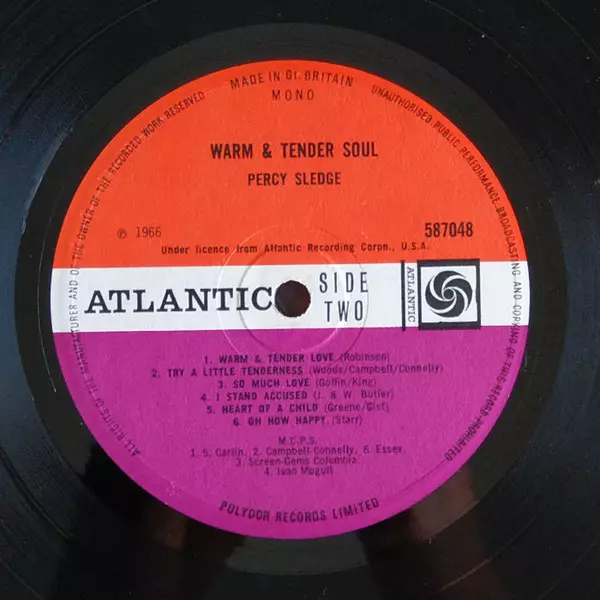 MADE IN Gt. BRITAIN
MONO
ALL RIGHTS OF THE MANUFACTURER AND OF THE OWNER OF THE RECORDED WORK RESERVED
UNAUTHORISED PUBLIC PERFORMANCE, BROADCASTING AND COPYING OF THIS RECORD PROHIBITED
WARM & TENDER SOUL
PERCY SLEDGE
℗ 1966
587048
Under licence from Atlantic Recording Corpn., U.S.A.
ATLANTIC
SIDE
TWO
ATLANTIC
1. WARM & TENDER LOVE (Robinson)
2. TRY A LITTLE TENDERNESS (Woods/Campbell/Connelly)
3. SO MUCH LOVE (Goffin/King)
4. I STAND ACCUSED (J. & W. Butler)
5. HEART OF A CHILD (Greene/Gist)
6. OH HOW HAPPY (Starr)
M.C.P.S.
1. 5. Carlin. 2. Campbell Connelly. 6. Essex.
3. Screen-Gems Columbia
4. Ivan Mogull
POLYDOR RECORDS LIMITED